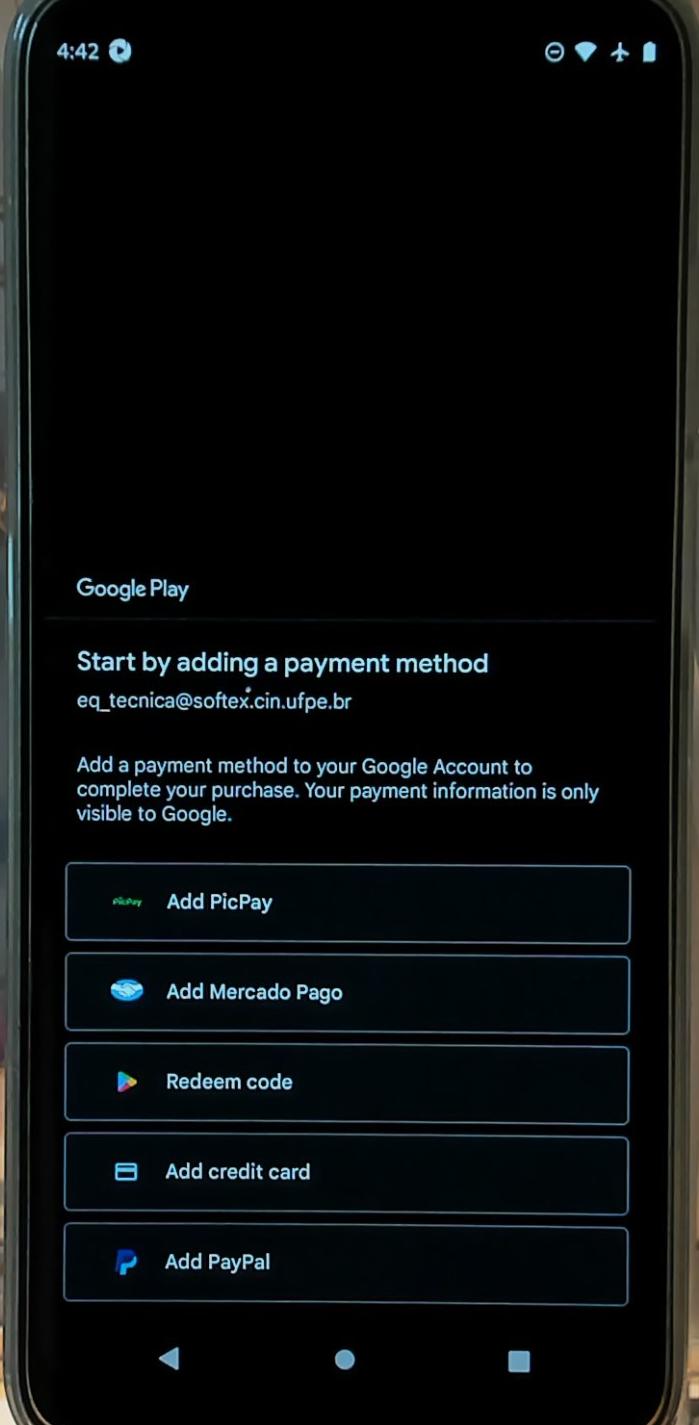 4:42
Google Play
Start by adding a payment method
eq_tecnica@softex.cin.ufpe.br
Add a payment method to your Google Account to
complete your purchase. Your payment information is only
visible to Google.
PicPay Add PicPay
Add Mercado Pago
Redeem code
Add credit card
Add PayPal